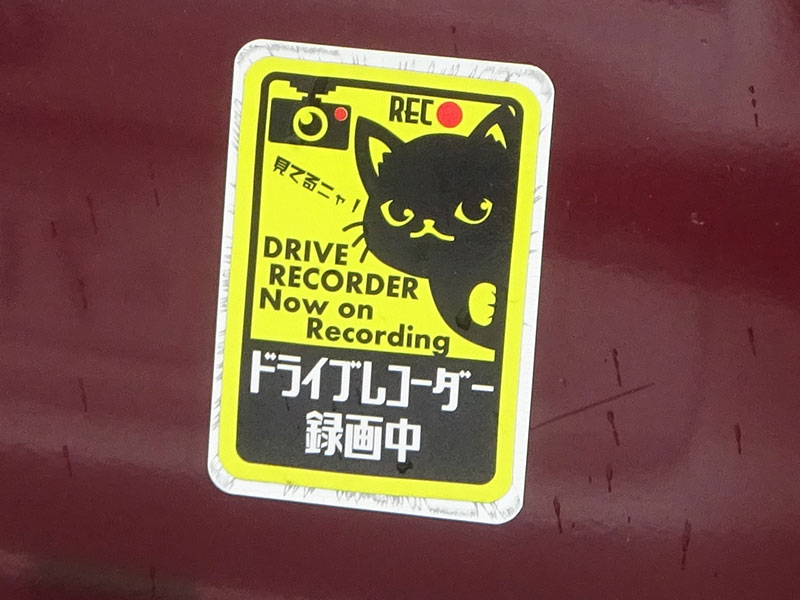 REC
見てるニャ!
DRIVE
RECORDER
Now on
Recording
ドライブレコーダー
録画中